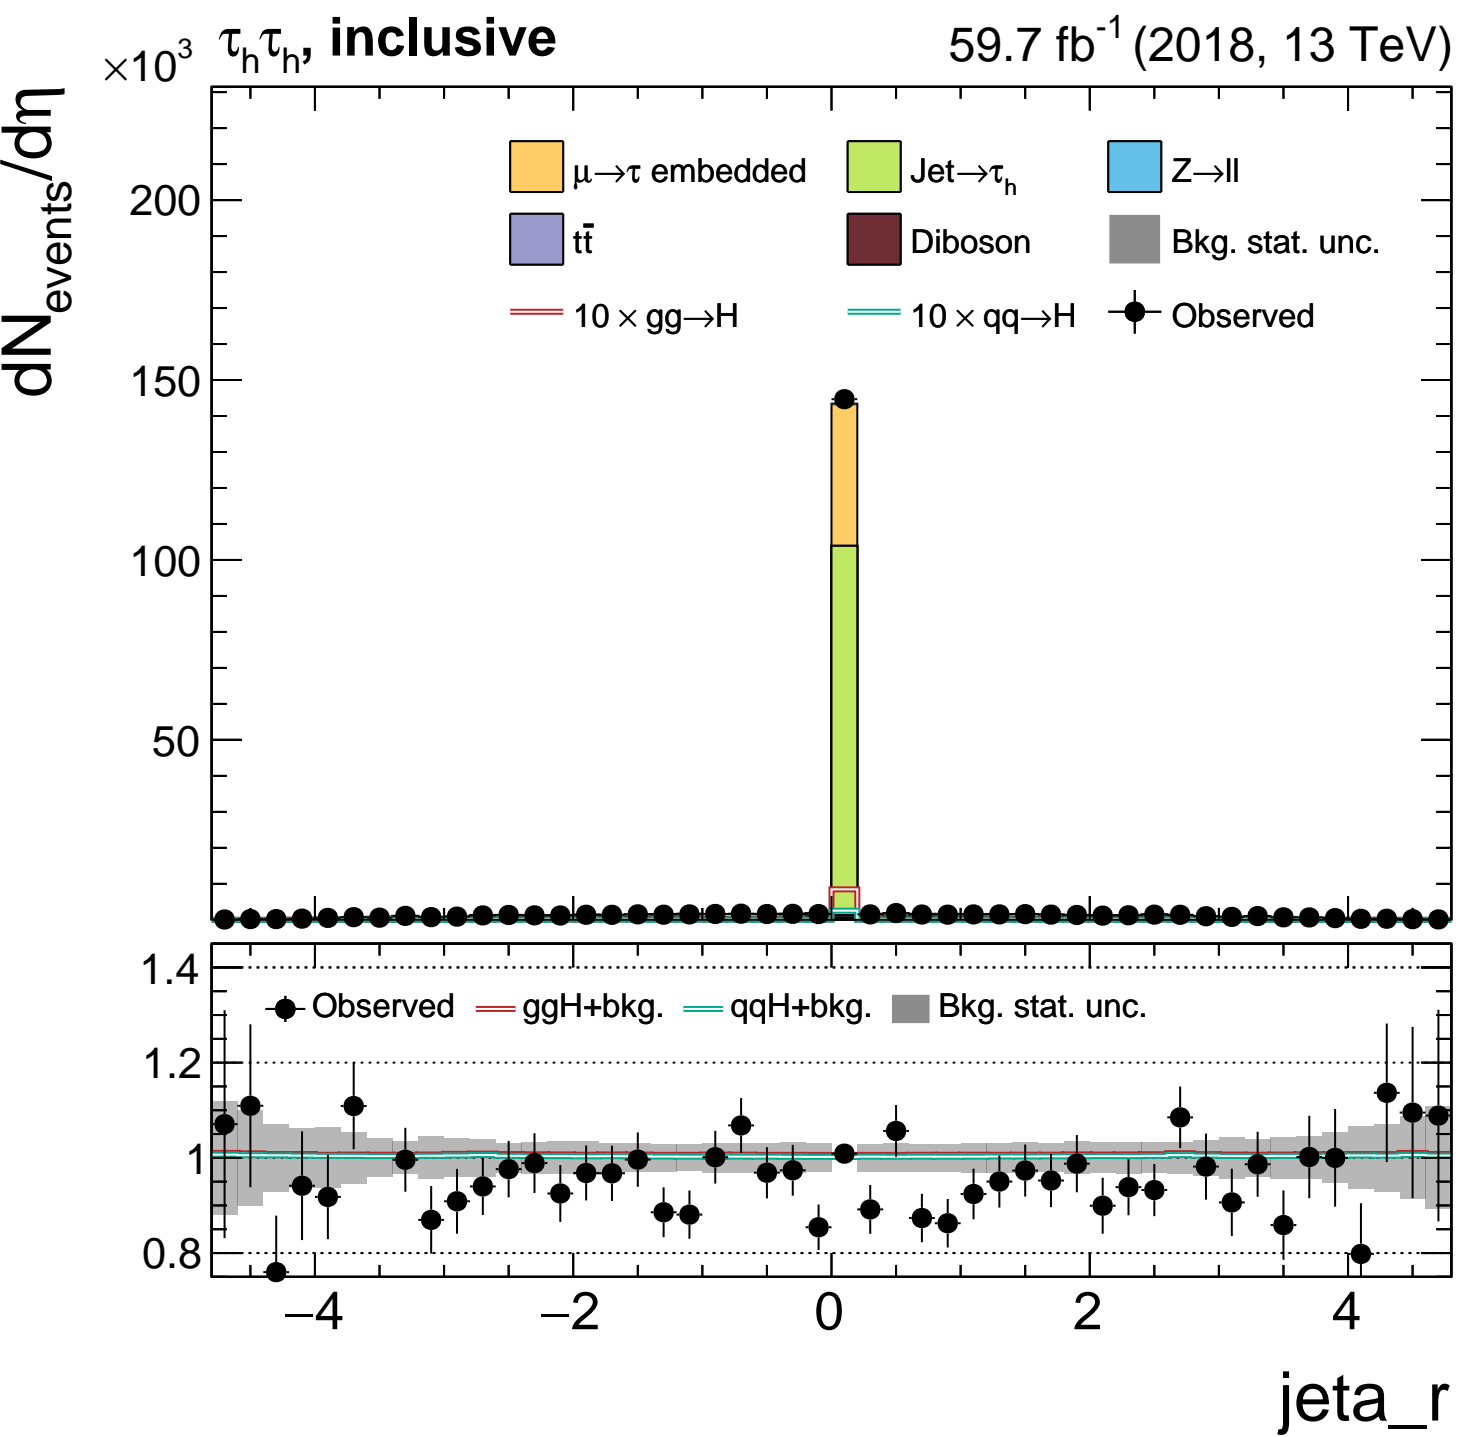 ×10³ τhτh, inclusive 59.7 fb⁻¹ (2018, 13 TeV)
dNevents/dη
μ→τ embedded Jet→τh Z→ll
tt̄ Diboson Bkg. stat. unc.
10 × gg→H 10 × qq→H Observed
200
150
100
50
1.4
Observed ggH+bkg. qqH+bkg. Bkg. stat. unc.
1.2
1
0.8
−4 −2 0 2 4
jeta_r